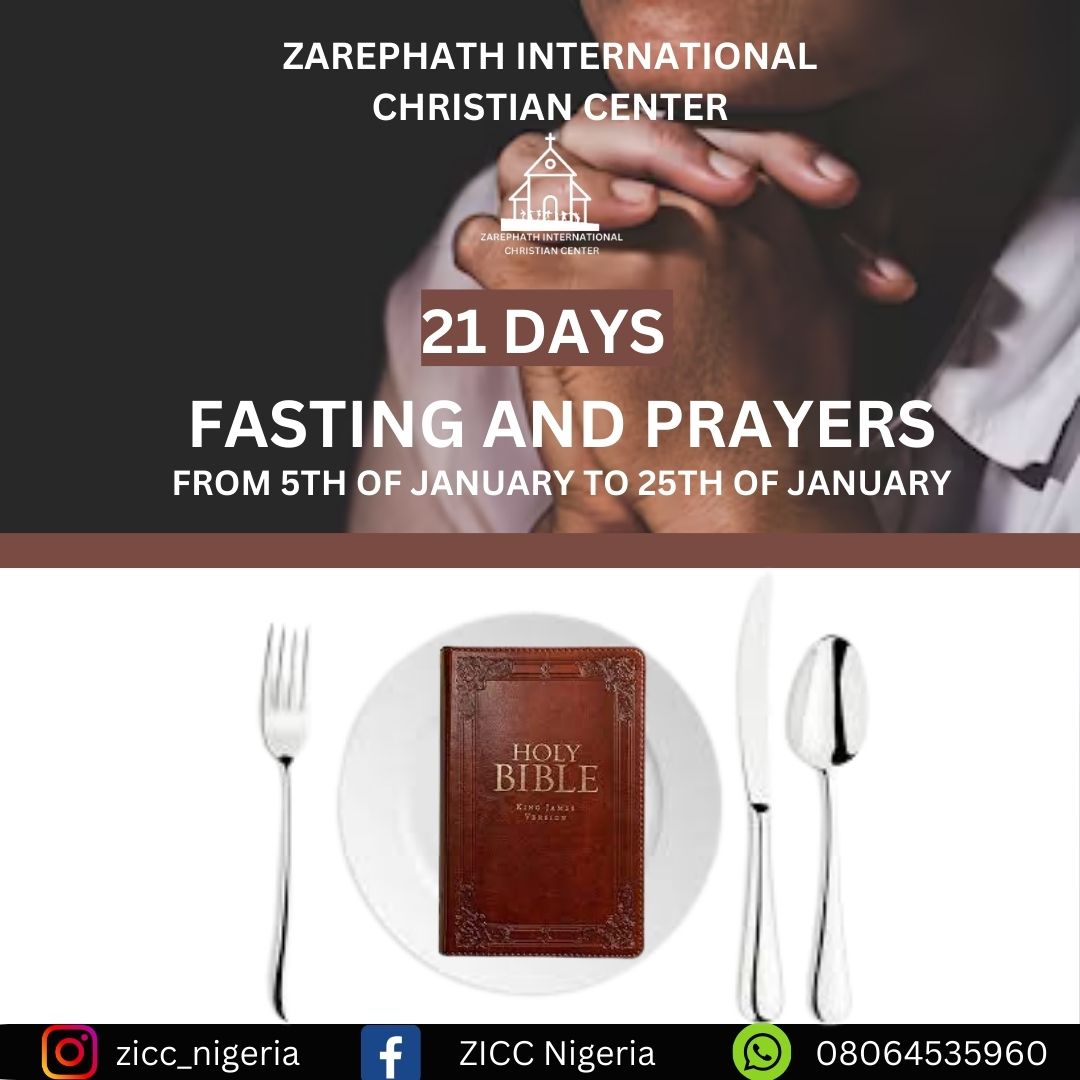 ZAREPHATH INTERNATIONAL
CHRISTIAN CENTER
ZAREPHATH INTERNATIONAL
CHRISTIAN CENTER
21 DAYS
FASTING AND PRAYERS
FROM 5TH OF JANUARY TO 25TH OF JANUARY
HOLY
BIBLE
KING JAMES
VERSION
zicc_nigeria
ZICC Nigeria
08064535960